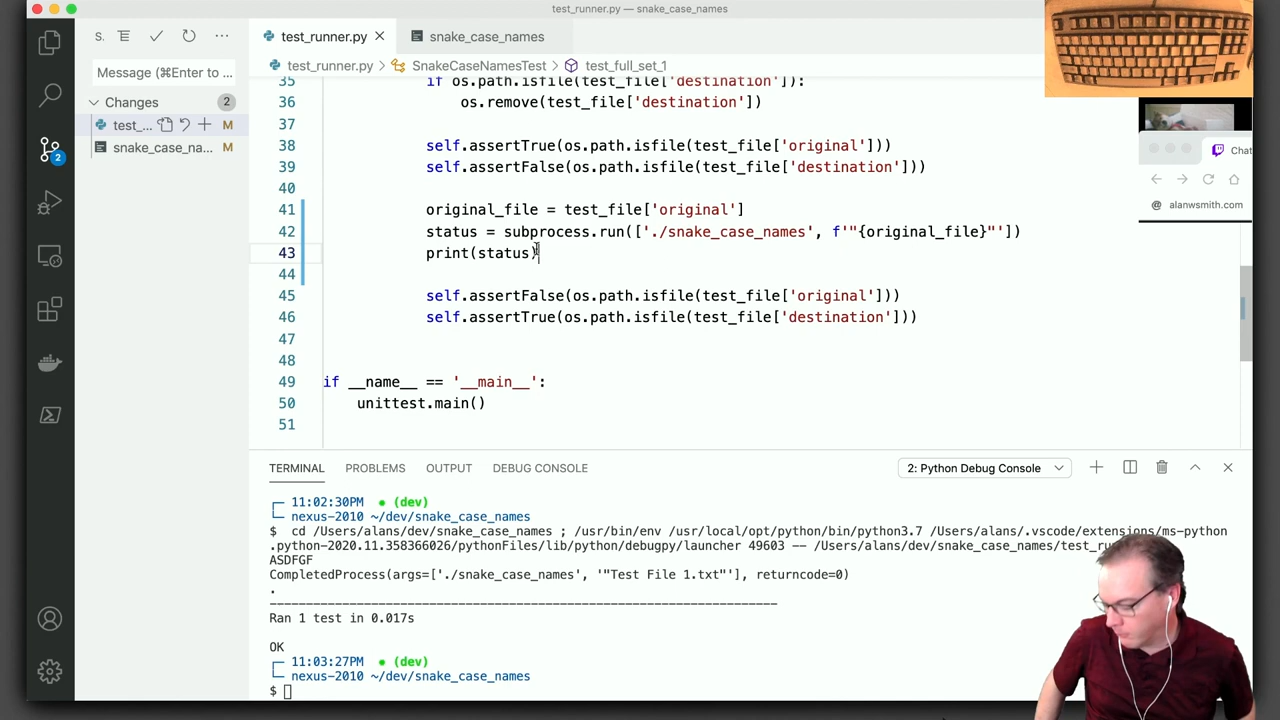 test_runner.py — snake_case_names
S.
test_runner.py
snake_case_names
Message (⌘Enter to ...
test_runner.py > SnakeCaseNamesTest > test_full_set_1
Changes 2
test_... M
snake_case_na... M
2
35 if os.path.isfile(test_file['destination']):
36 os.remove(test_file['destination'])
37
38 self.assertTrue(os.path.isfile(test_file['original']))
39 self.assertFalse(os.path.isfile(test_file['destination']))
40
41 original_file = test_file['original']
42 status = subprocess.run(['./snake_case_names', f'"{original_file}"'])
43 print(status)
44
45 self.assertFalse(os.path.isfile(test_file['original']))
46 self.assertTrue(os.path.isfile(test_file['destination']))
47
48
49 if __name__ == '__main__':
50 unittest.main()
51
Chat
@ alanwsmith.com
TERMINAL PROBLEMS OUTPUT DEBUG CONSOLE 2: Python Debug Console
11:02:30PM (dev)
nexus-2010 ~/dev/snake_case_names
$ cd /Users/alans/dev/snake_case_names ; /usr/bin/env /usr/local/opt/python/bin/python3.7 /Users/alans/.vscode/extensions/ms-python
.python-2020.11.358366026/pythonFiles/lib/python/debugpy/launcher 49603 -- /Users/alans/dev/snake_case_names/test_ru
ASDFGF
CompletedProcess(args=['./snake_case_names', '"Test File 1.txt"'], returncode=0)
.
----------------------------------------------------------------------
Ran 1 test in 0.017s
OK
11:03:27PM (dev)
nexus-2010 ~/dev/snake_case_names
$